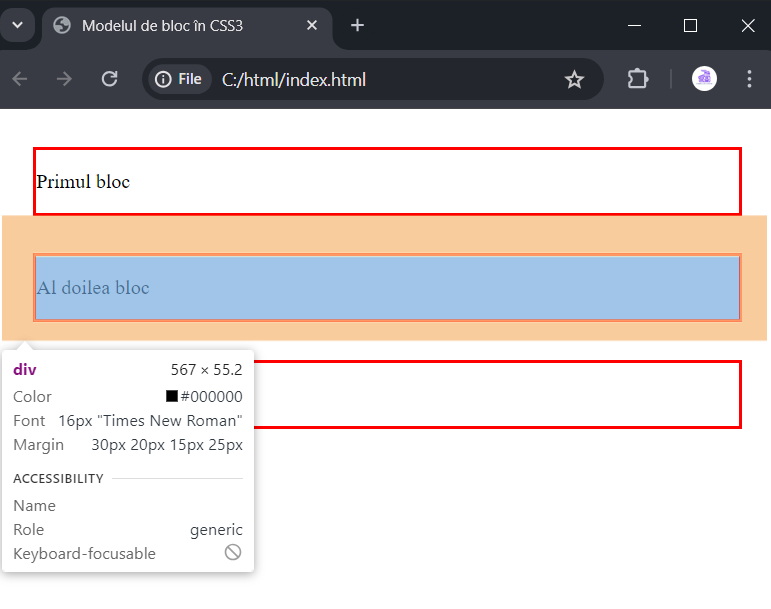 Modelul de bloc în CSS3
File C:/html/index.html
Primul bloc
Al doilea bloc
div 567 × 55.2
Color #000000
Font 16px "Times New Roman"
Margin 30px 20px 15px 25px
ACCESSIBILITY
Name
Role generic
Keyboard-focusable